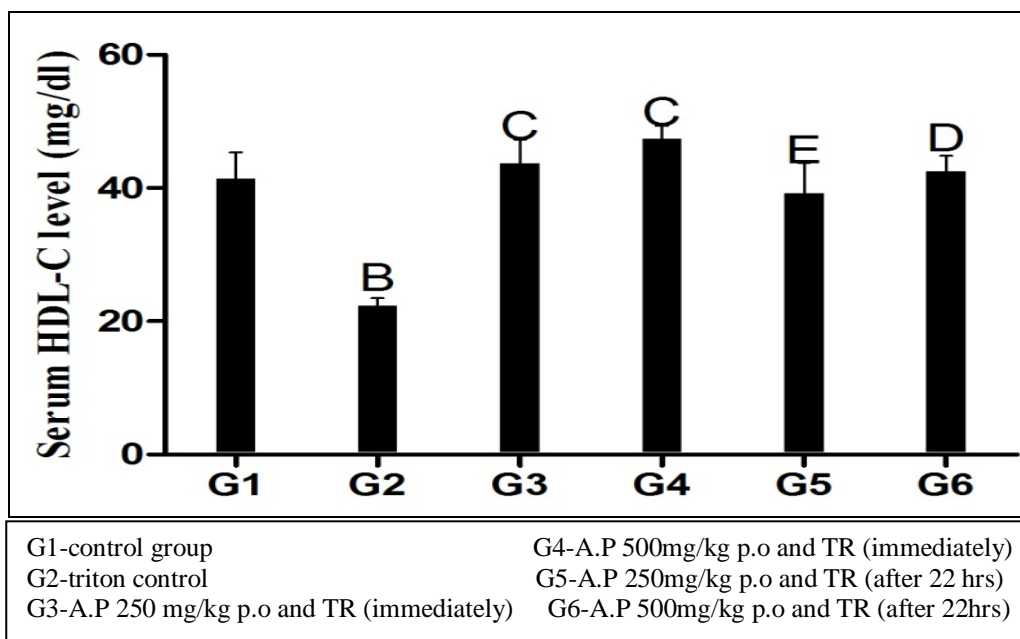 Serum HDL-C level (mg/dl)
60
40
20
0
B
C
C
E
D
G1 G2 G3 G4 G5 G6
G1-control group
G2-triton control
G3-A.P 250 mg/kg p.o and TR (immediately)
G4-A.P 500mg/kg p.o and TR (immediately)
G5-A.P 250mg/kg p.o and TR (after 22 hrs)
G6-A.P 500mg/kg p.o and TR (after 22hrs)